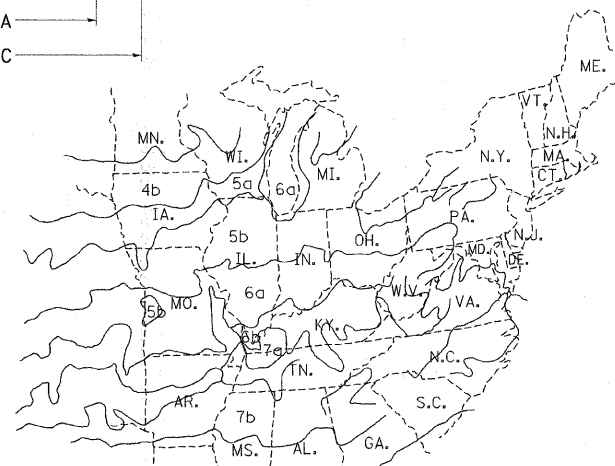 A
C
ME.
VT.
MN.
N.H.
WI.
N.Y.
MA.
MI.
CT.
4b
5a
6a
IA.
PA.
5b
OH.
N.J.
IL.
IN.
MD.
DE.
6a
W.V.
MO.
VA.
5b
KY.
6b
7a
N.C.
TN.
AR.
S.C.
7b
MS.
AL.
GA.